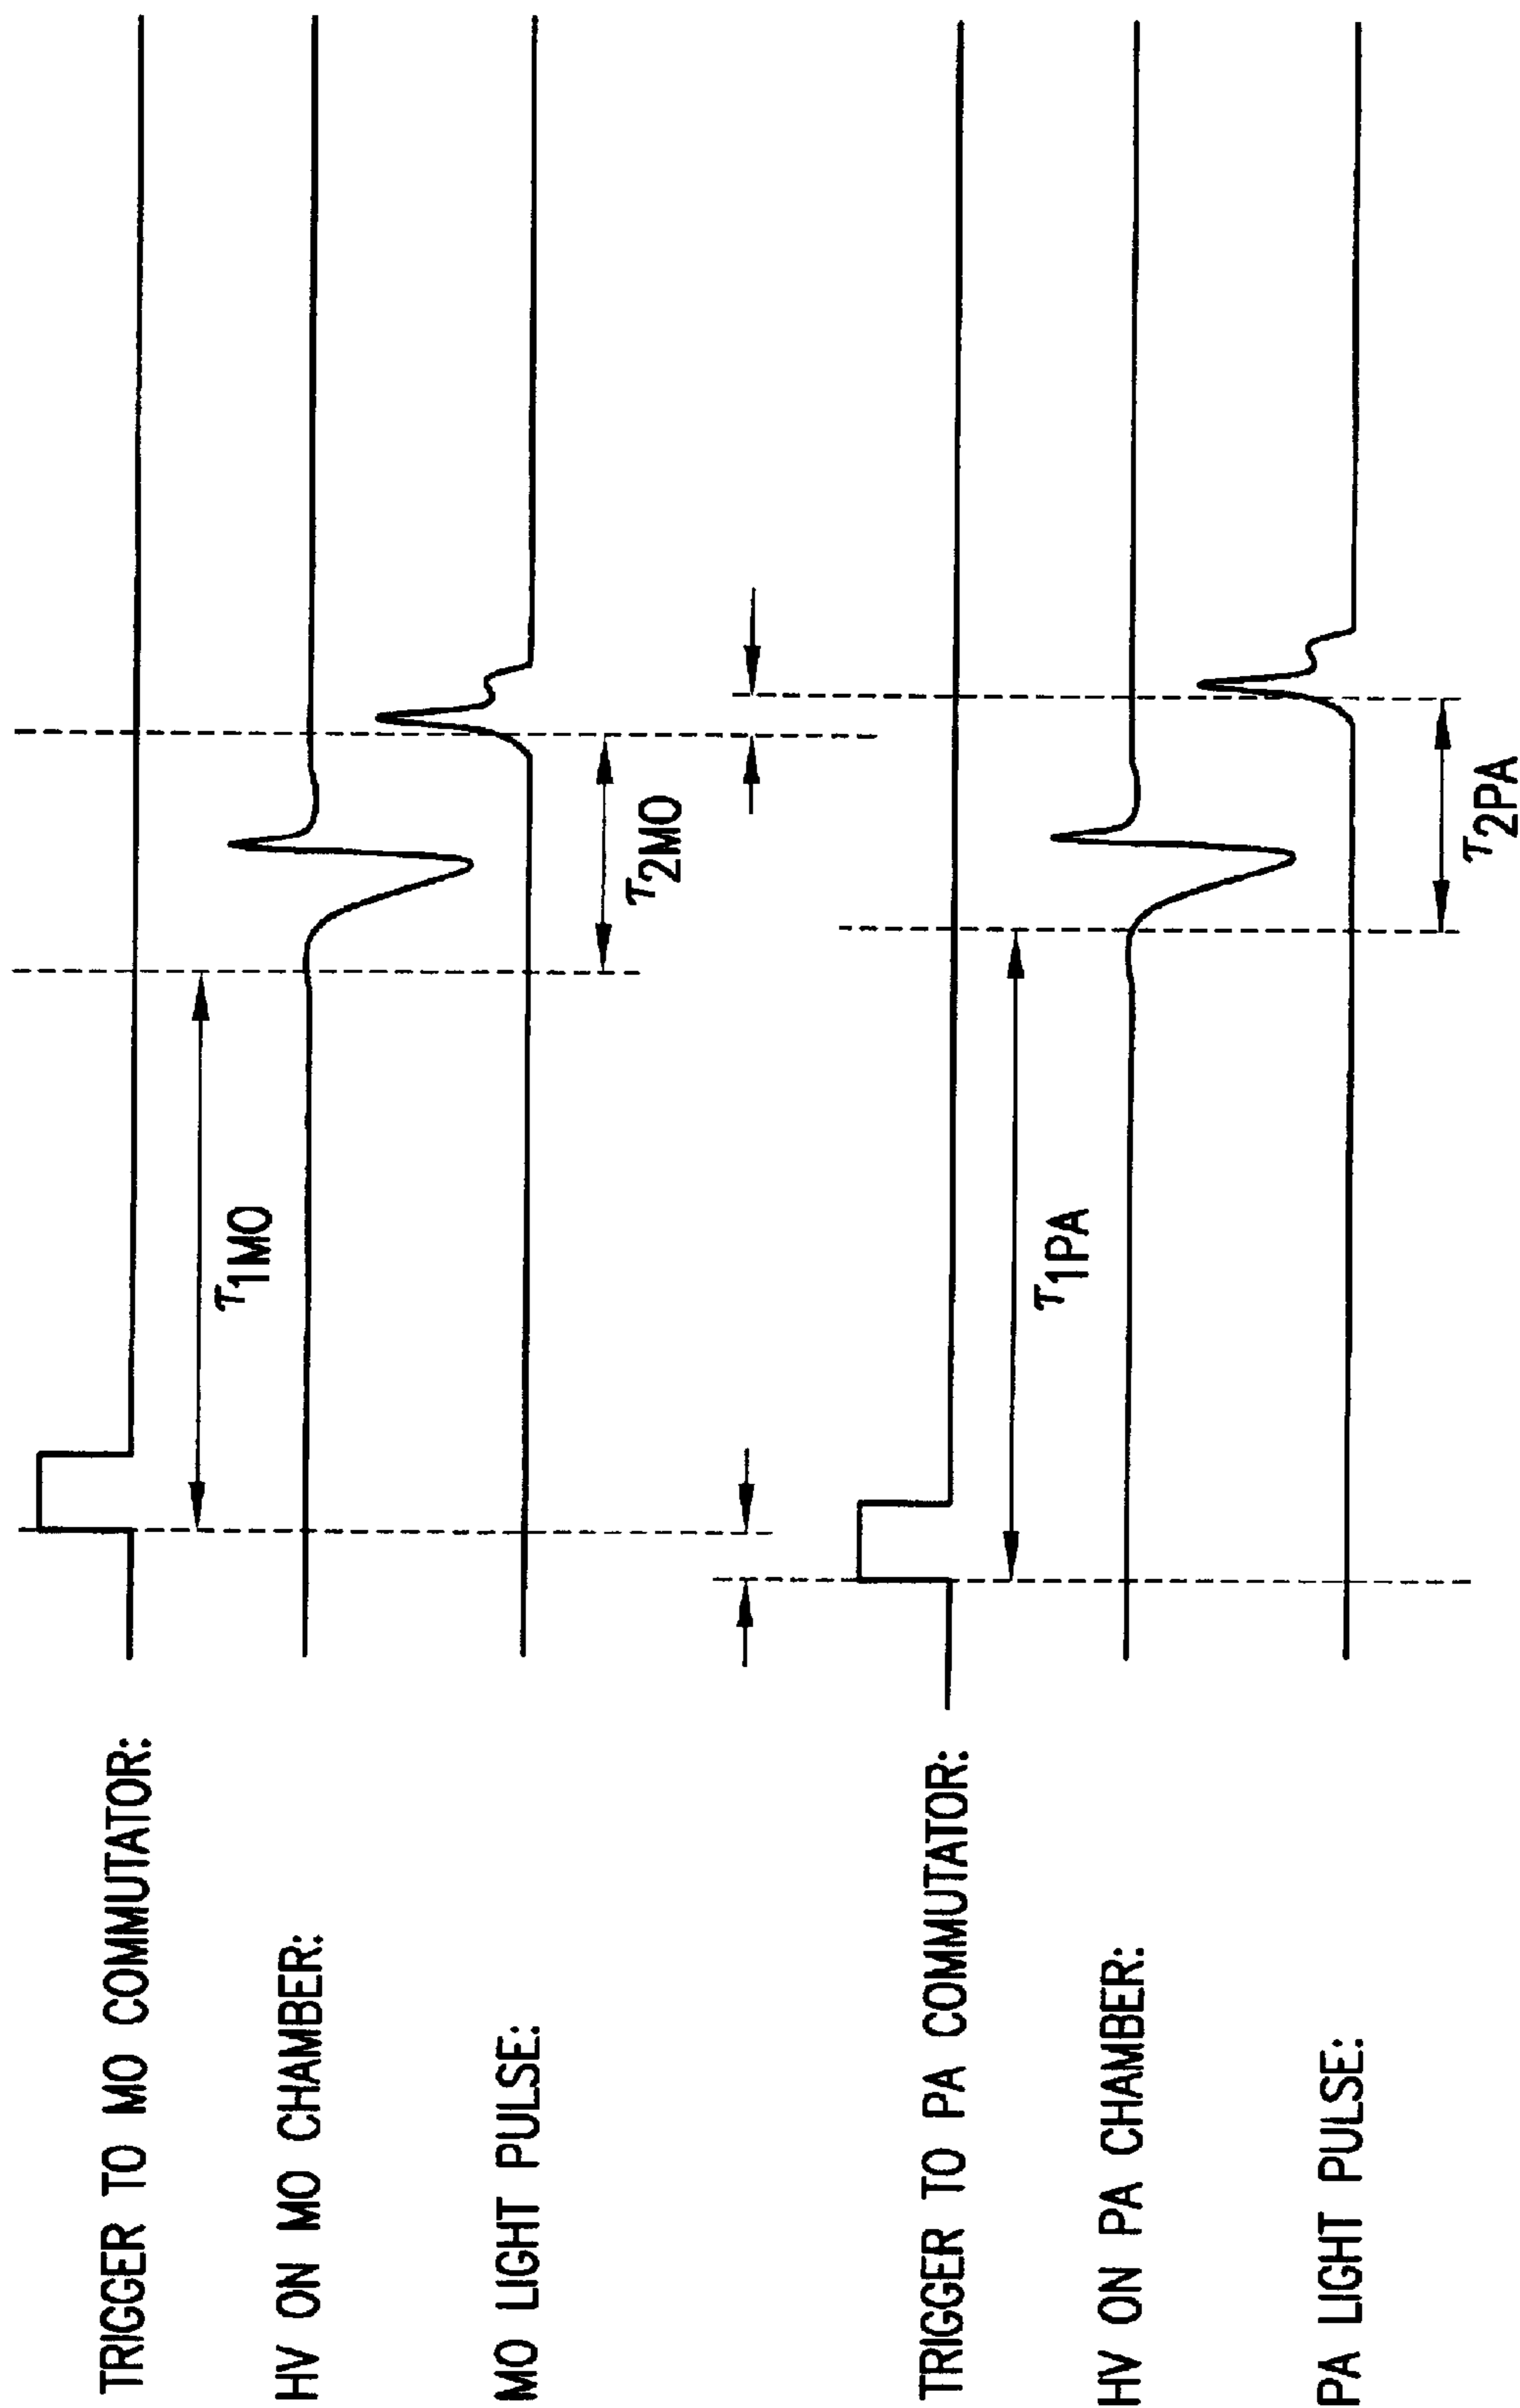 TRIGGER TO MO COMMUTATOR:
τ1MO
HV ON MO CHAMBER:
MO LIGHT PULSE:
τ2MO
TRIGGER TO PA COMMUTATOR:
τ1PA
HV ON PA CHAMBER:
PA LIGHT PULSE:
τ2PA